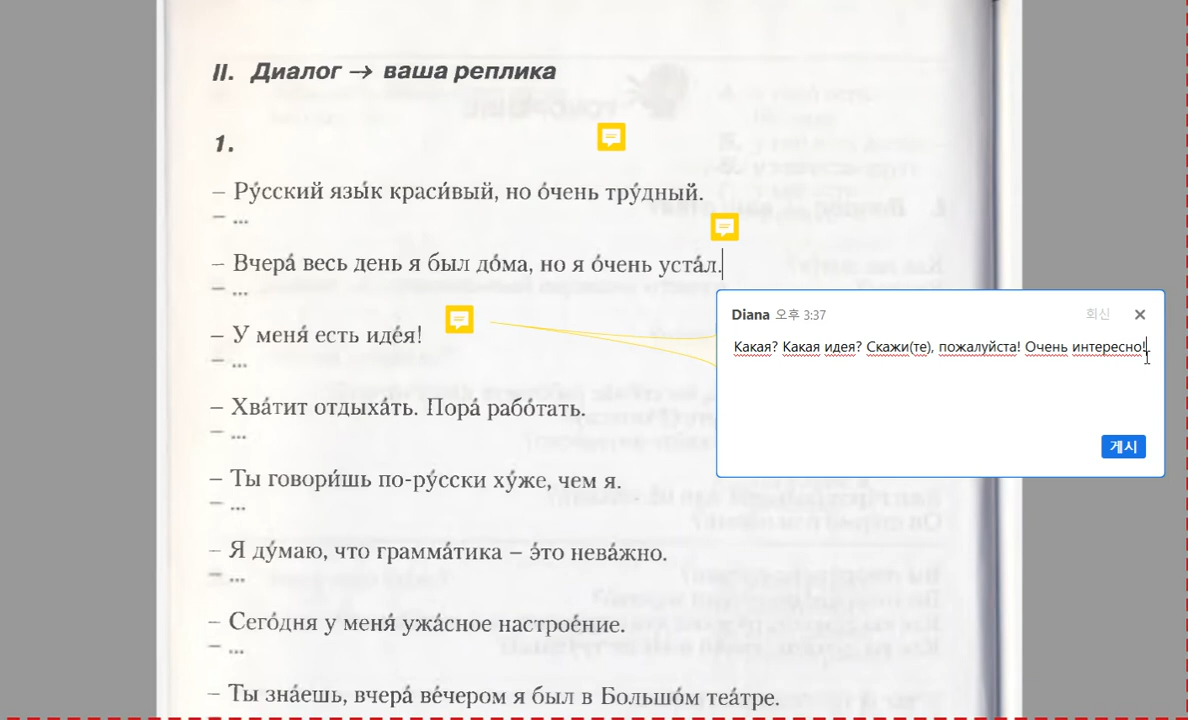 II. Диалог → ваша реплика
1.
– Ру́сский язы́к краси́вый, но о́чень тру́дный.
– ...
– Вчера́ весь день я был до́ма, но я о́чень уста́л.
– ...
– У меня́ есть иде́я!
– ...
Diana 오후 3:37
회신
Какая? Какая идея? Скажи(те), пожалуйста! Очень интересно!
게시
– Хва́тит отдыха́ть. Пора́ рабо́тать.
– ...
– Ты говори́шь по-ру́сски ху́же, чем я.
– ...
– Я ду́маю, что грамма́тика – э́то нева́жно.
– ...
– Сего́дня у меня́ ужа́сное настрое́ние.
– ...
– Ты зна́ешь, вчера́ ве́чером я был в Большо́м теа́тре.